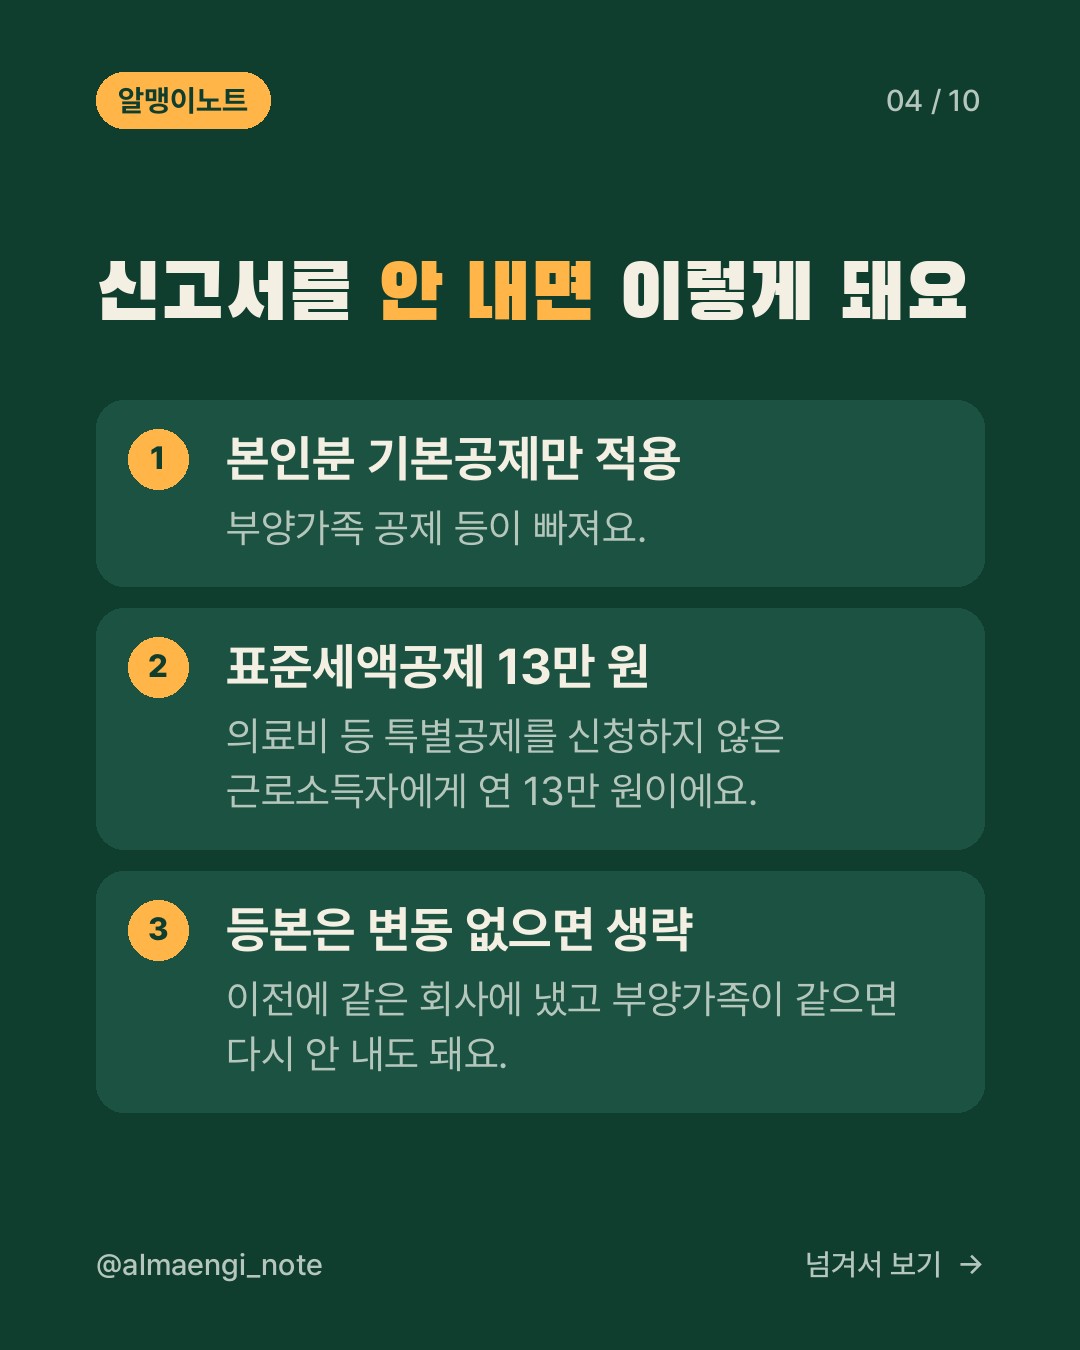 알맹이노트
04 / 10
신고서를 안 내면 이렇게 돼요
1 본인분 기본공제만 적용
부양가족 공제 등이 빠져요.
2 표준세액공제 13만 원
의료비 등 특별공제를 신청하지 않은
근로소득자에게 연 13만 원이에요.
3 등본은 변동 없으면 생략
이전에 같은 회사에 냈고 부양가족이 같으면
다시 안 내도 돼요.
@almaengi_note
넘겨서 보기 →